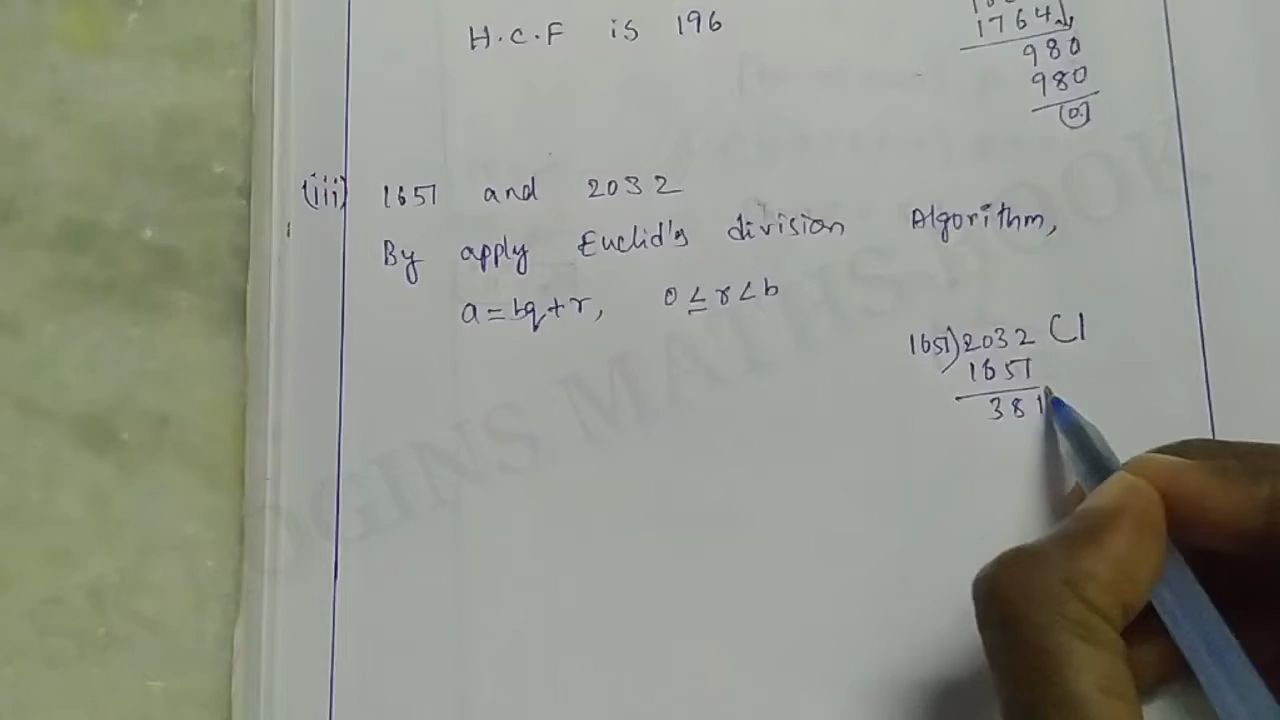 H.C.F is 196
1764
980
980
0
(iii) 1651 and 2032
By apply Euclid's division Algorithm,
a=bq+r, 0≤r<b
1651)2032(1
1651
381